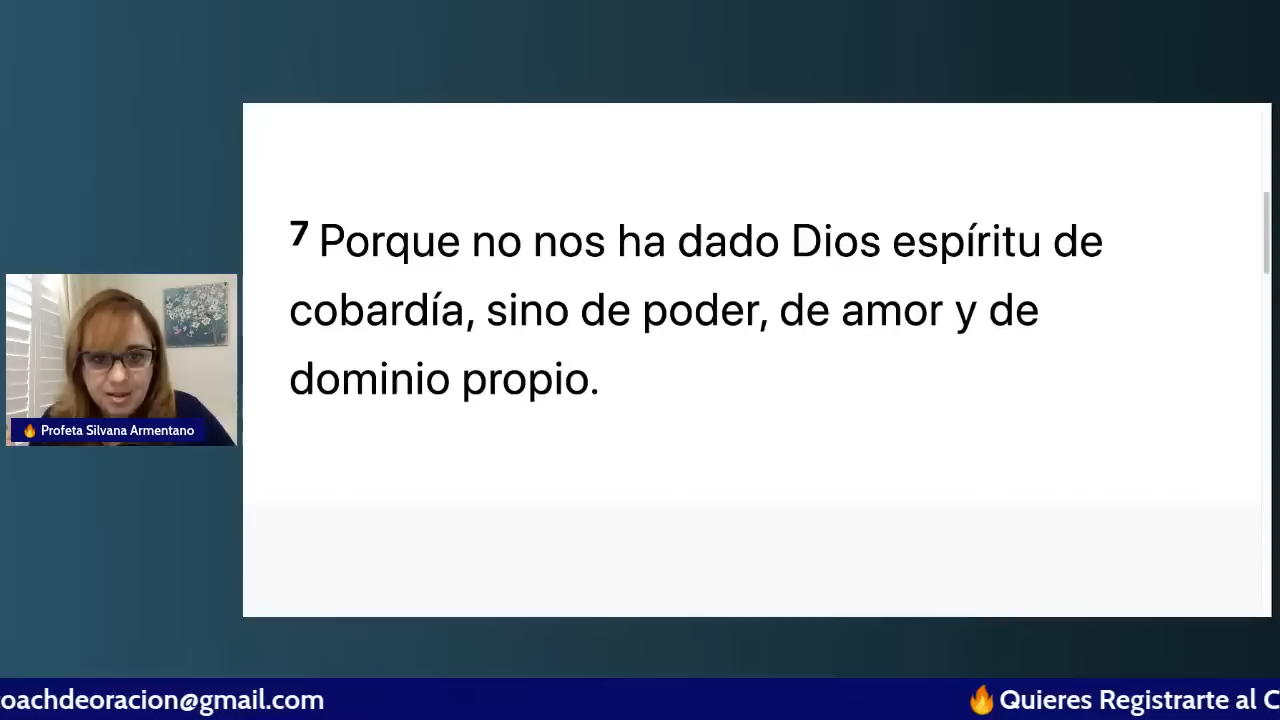 7 Porque no nos ha dado Dios espíritu de
cobardía, sino de poder, de amor y de
dominio propio.
🔥 Profeta Silvana Armentano
oachdeoracion@gmail.com
🔥 Quieres Registrarte al C